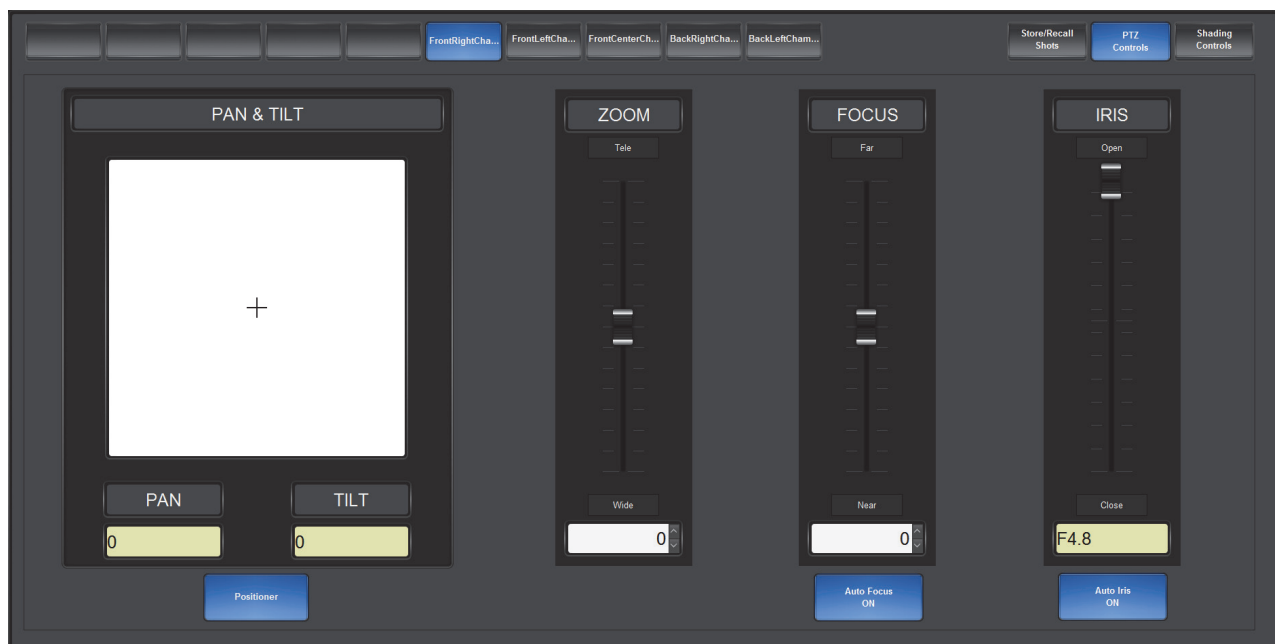 FrontRightCha...
FrontLeftCha...
FrontCenterCh...
BackRightCha...
BackLeftCham...
Store/Recall
Shots
PTZ
Controls
Shading
Controls
PAN & TILT
ZOOM
FOCUS
IRIS
Tele
Far
Open
PAN
TILT
Wide
Near
Close
0
0
0
0
F4.8
Positioner
Auto Focus
ON
Auto Iris
ON